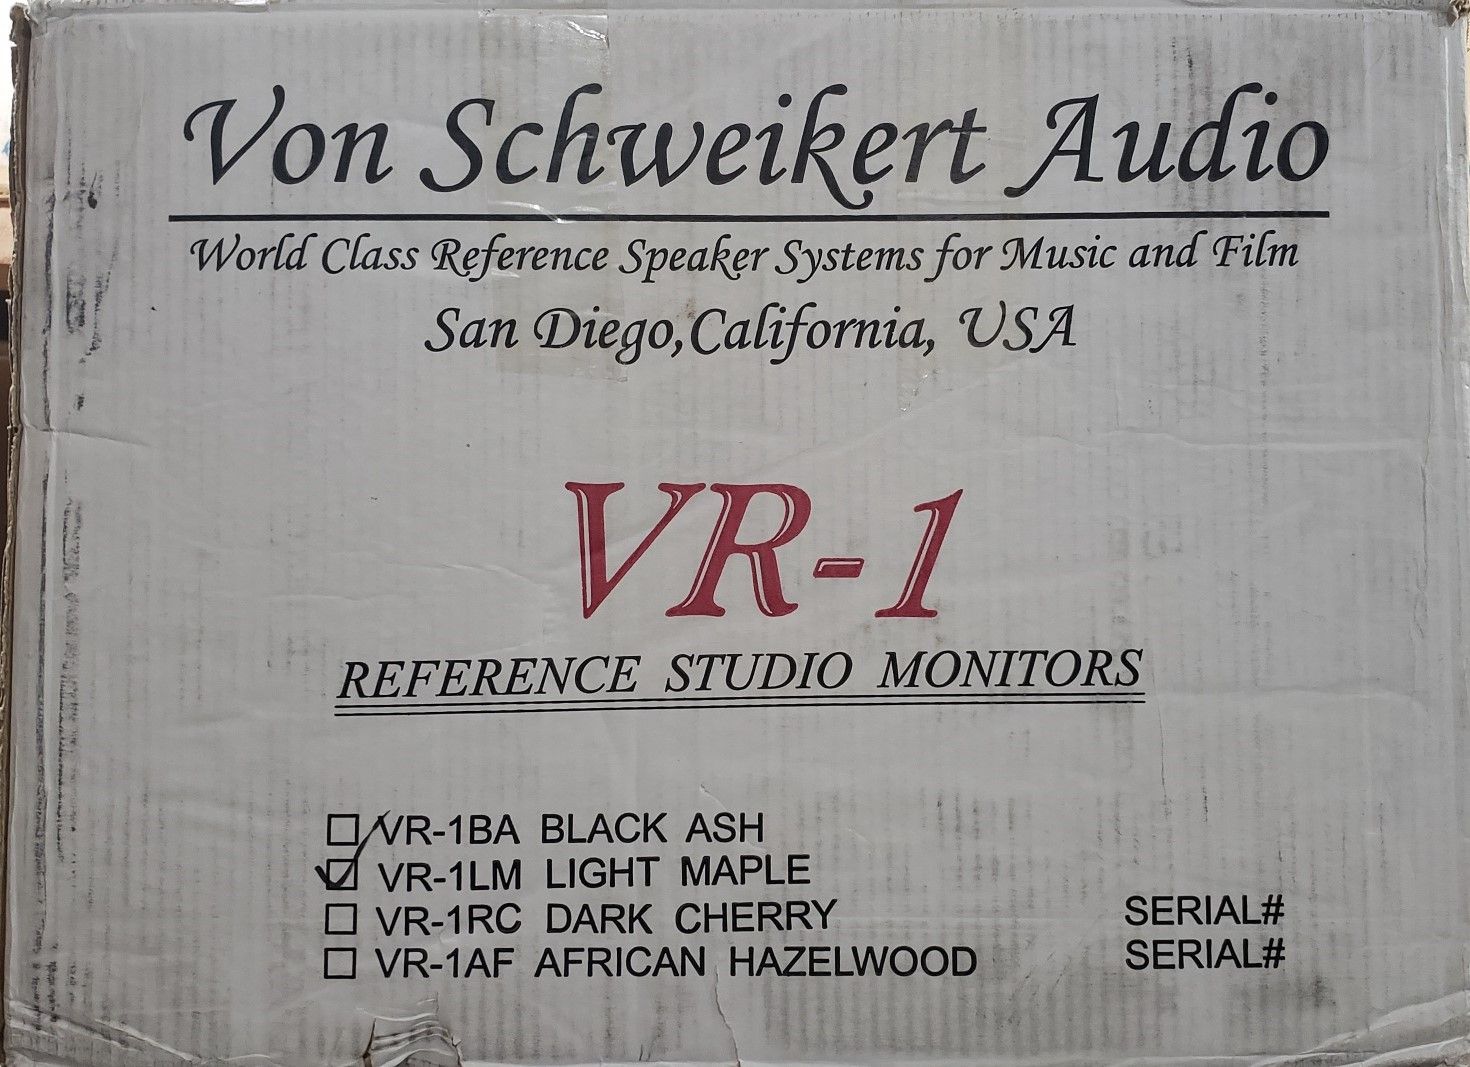 Von Schweikert Audio
World Class Reference Speaker Systems for Music and Film
San Diego, California, USA
VR-1
REFERENCE STUDIO MONITORS
☐ VR-1BA BLACK ASH
☑ VR-1LM LIGHT MAPLE
☐ VR-1RC DARK CHERRY SERIAL#
☐ VR-1AF AFRICAN HAZELWOOD SERIAL#